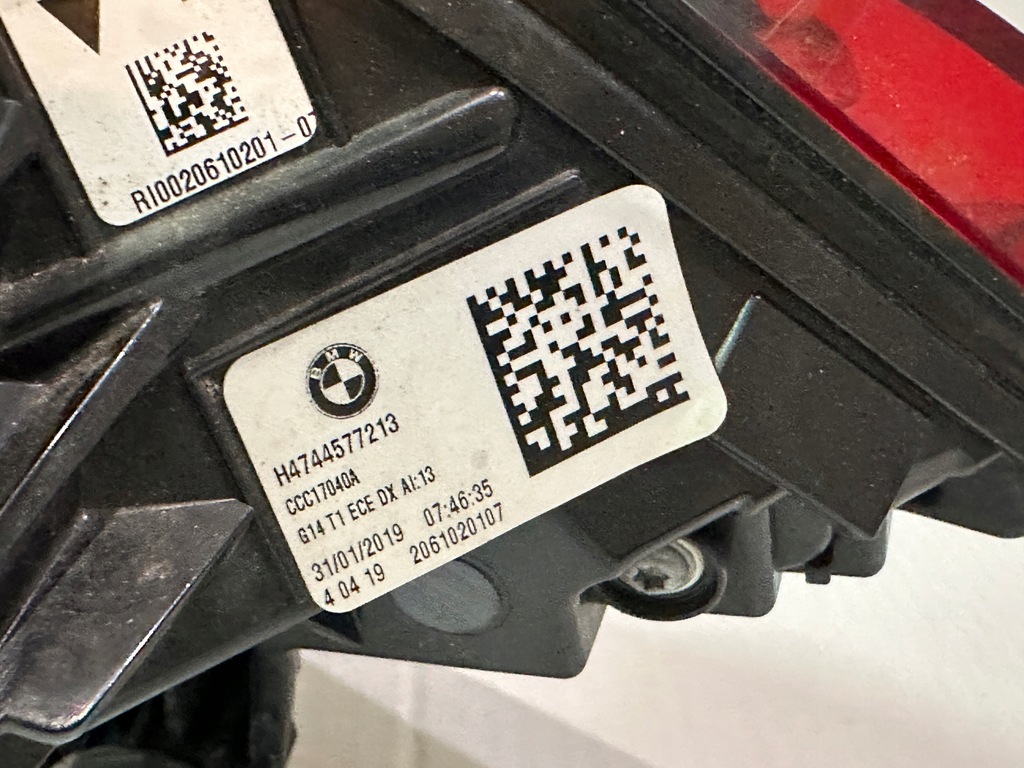 RI0020610201-07
BMW
H4744577213
CCC17040A
G14 T1 ECE DX AI:13
31/01/2019 07:46:35
4 04 19 2061020107